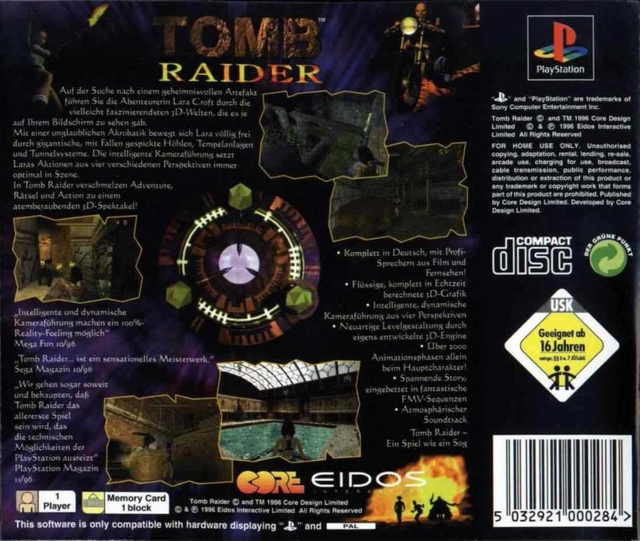 TOMB™
RAIDER
Auf der Suche nach einem geheimnisvollen Artefakt
führen Sie die Abenteurerin Lara Croft durch die
vielleicht faszinierendsten 3D-Welten, die es je
auf Ihrem Bildschirm zu sehen gab.
Mit einer unglaublichen Akrobatik bewegt sich Lara völlig frei
durch gigantische, mit Fallen gespickte Höhlen, Tempelanlagen
und Tunnelsysteme. Die intelligente Kameraführung setzt
Laras Aktionen aus vier verschiedenen Perspektiven immer
optimal in Szene.
In Tomb Raider verschmelzen Adventure,
Rätsel und Action zu einem
atemberaubenden 3D-Spektakel!
„Intelligente und dynamische
Kameraführung machen ein 100%-
Reality-Feeling möglich"
Mega Fun 10/96
„Tomb Raider... ist ein sensationelles Meisterwerk."
Sega Magazin 10/96
„Wir gehen sogar soweit
und behaupten, daß
Tomb Raider das
allererste Spiel
sein wird, das
die technischen
Möglichkeiten der
PlayStation ausreizt"
PlayStation Magazin
11/96
• Komplett in Deutsch, mit Profi-
Sprechern aus Film und
Fernsehen!
• Flüssige, komplett in Echtzeit
berechnete 3D-Grafik
• Intelligente, dynamische
Kameraführung aus vier Perspektiven
• Neuartige Levelgestaltung durch
eigens entwickelte 3D-Engine
• Über 2000
Animationsphasen allein
beim Hauptcharakter!
• Spannende Story,
eingebettet in fantastische
FMV-Sequenzen
• Atmosphärischer
Soundtrack
Tomb Raider –
Ein Spiel wie ein Sog
CORE EIDOS
INTERACTIVE
1
Player
Memory Card
1 block
Tomb Raider © and TM 1996 Core Design Limited
© & ℗ 1996 Eidos Interactive Limited. All Rights Reserved.
This software is only compatible with hardware displaying " " and PAL
PlayStation
" " and "PlayStation" are trademarks of
Sony Computer Entertainment Inc.
Tomb Raider © and TM 1996 Core Design
Limited © & ℗ 1996 Eidos Interactive
Limited All Rights Reserved
FOR HOME USE ONLY. Unauthorised
copying, adaptation, rental, lending, re-sale,
arcade use, charging for use, broadcast,
cable transmission, public performance,
distribution or extraction of this product or
any trademark or copyright work that forms
part of this product are prohibited. Published
by Core Design Limited. Developed by Core
Design Limited.
COMPACT
disc
DER GRÜNE PUNKT
USK
Geeignet ab
16 Jahren
5 032921 000284 >